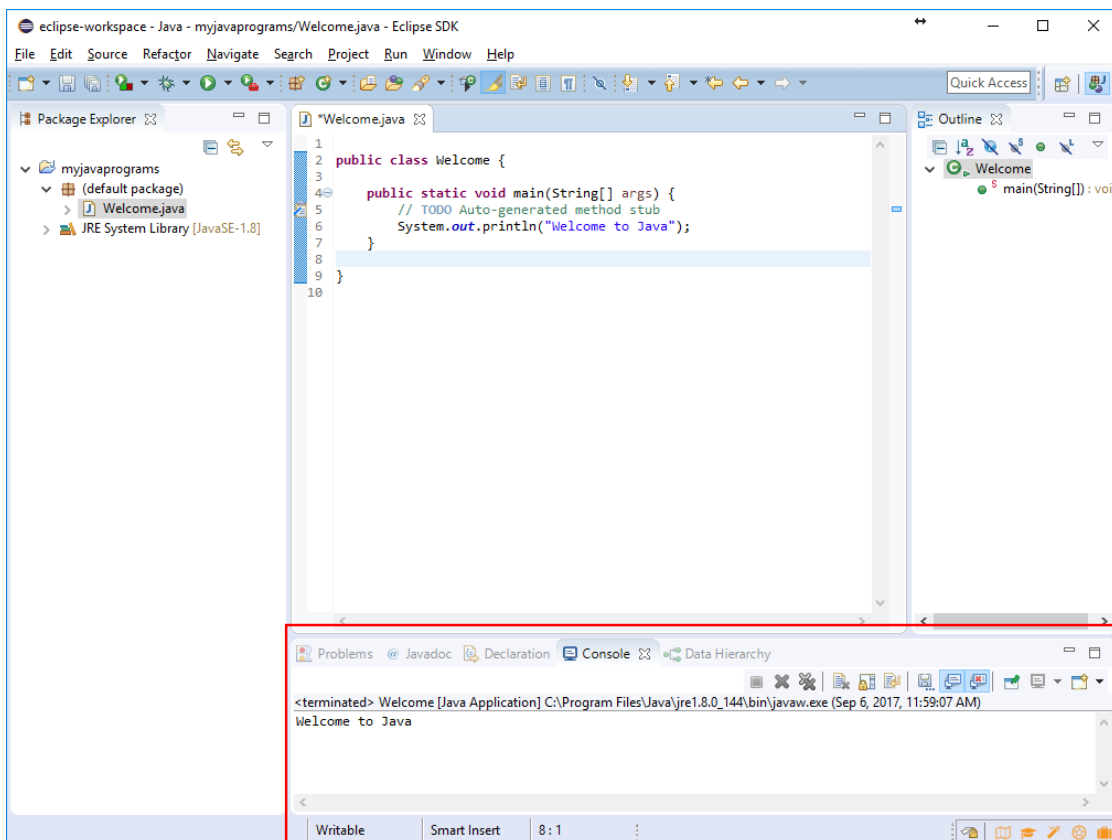 eclipse-workspace - Java - myjavaprograms/Welcome.java - Eclipse SDK
File Edit Source Refactor Navigate Search Project Run Window Help
Quick Access
Package Explorer
myjavaprograms
(default package)
Welcome.java
JRE System Library [JavaSE-1.8]
*Welcome.java
1
2 public class Welcome {
3
4 public static void main(String[] args) {
5 // TODO Auto-generated method stub
6 System.out.println("Welcome to Java");
7 }
8
9 }
10
Outline
Welcome
main(String[]) : voi
Problems @ Javadoc Declaration Console Data Hierarchy
<terminated> Welcome [Java Application] C:\Program Files\Java\jre1.8.0_144\bin\javaw.exe (Sep 6, 2017, 11:59:07 AM)
Welcome to Java
Writable Smart Insert 8 : 1